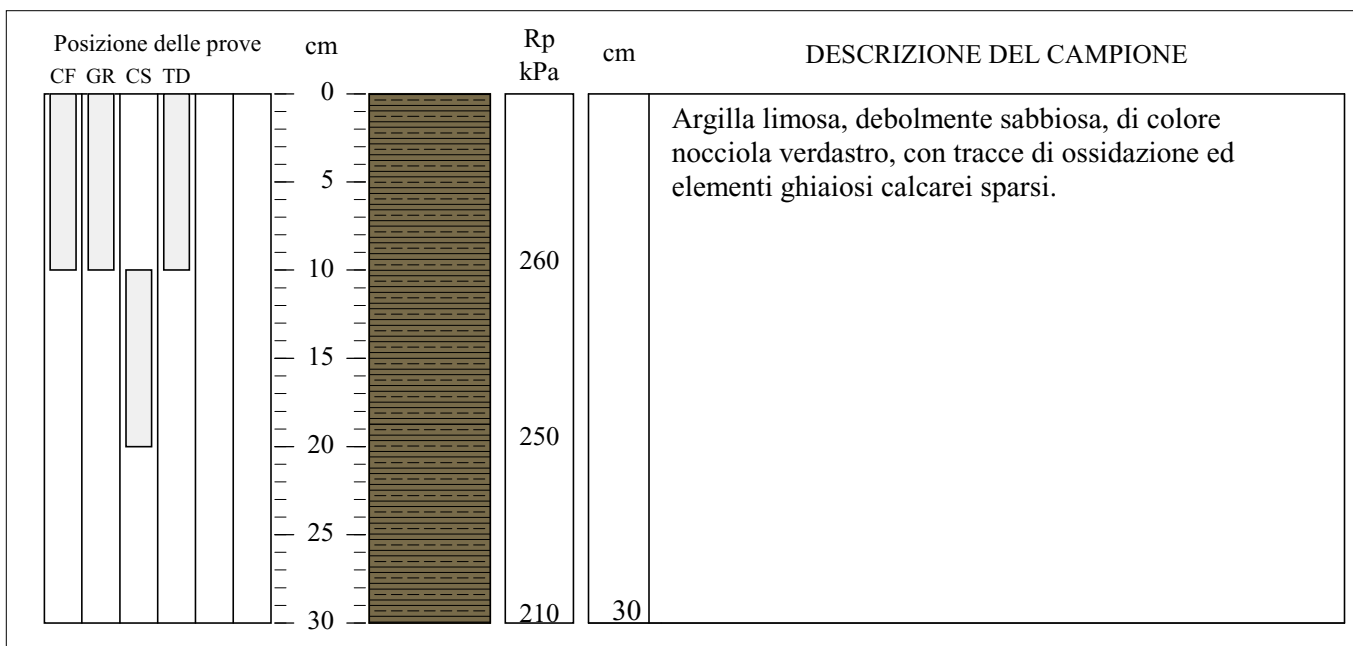 Posizione delle prove
CF GR CS TD
cm
Rp
kPa
cm
DESCRIZIONE DEL CAMPIONE
0
5
10
15
20
25
30
260
250
210
30
Argilla limosa, debolmente sabbiosa, di colore
nocciola verdastro, con tracce di ossidazione ed
elementi ghiaiosi calcarei sparsi.